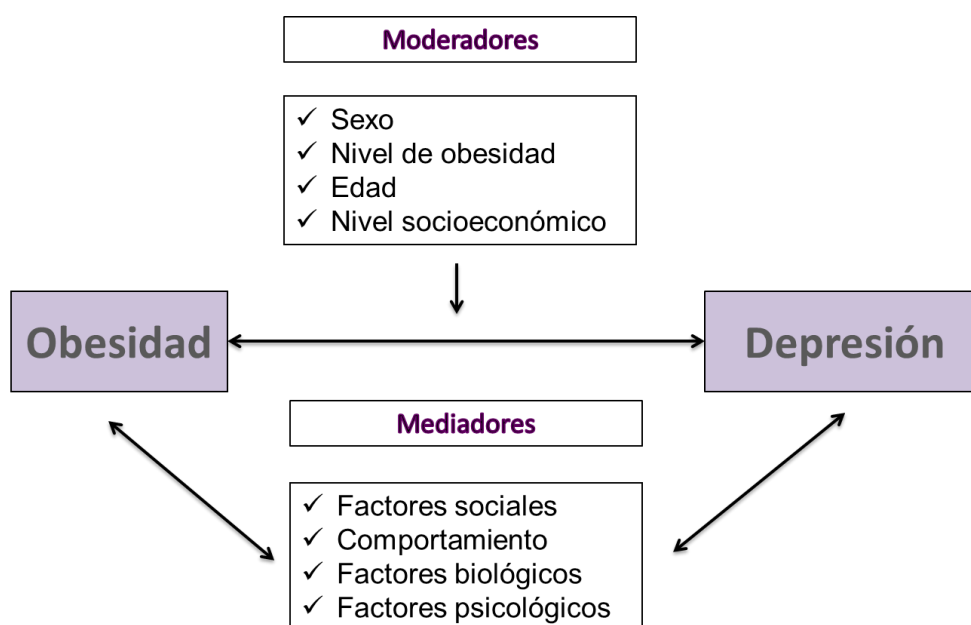 Moderadores
✓ Sexo
✓ Nivel de obesidad
✓ Edad
✓ Nivel socioeconómico
Obesidad
Depresión
Mediadores
✓ Factores sociales
✓ Comportamiento
✓ Factores biológicos
✓ Factores psicológicos